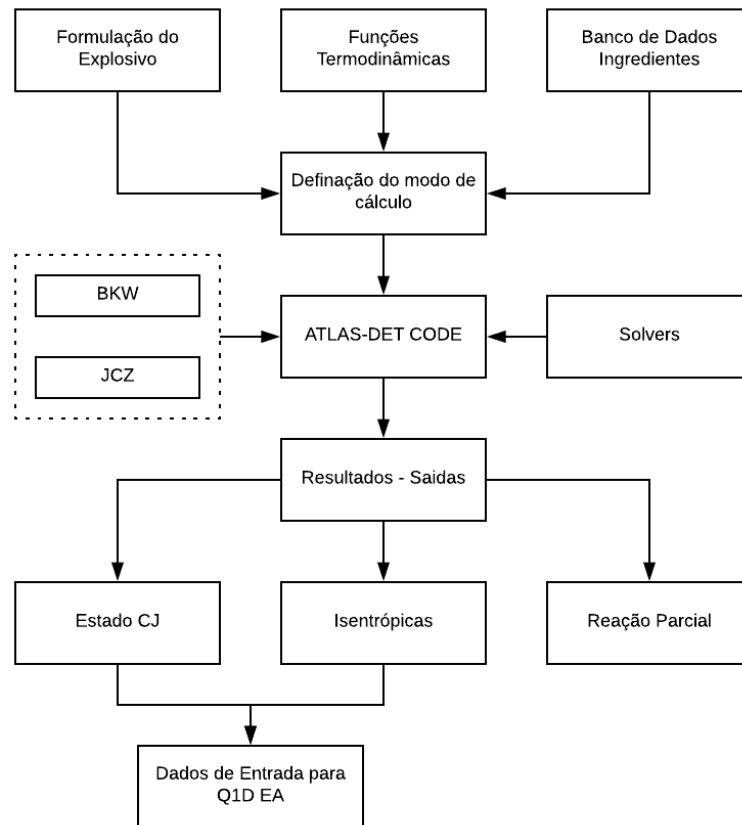 Formulação do
Explosivo
Funções
Termodinâmicas
Banco de Dados
Ingredientes
Definação do modo de
cálculo
BKW
JCZ
ATLAS-DET CODE
Solvers
Resultados - Saidas
Estado CJ
Isentrópicas
Reação Parcial
Dados de Entrada para
Q1D EA